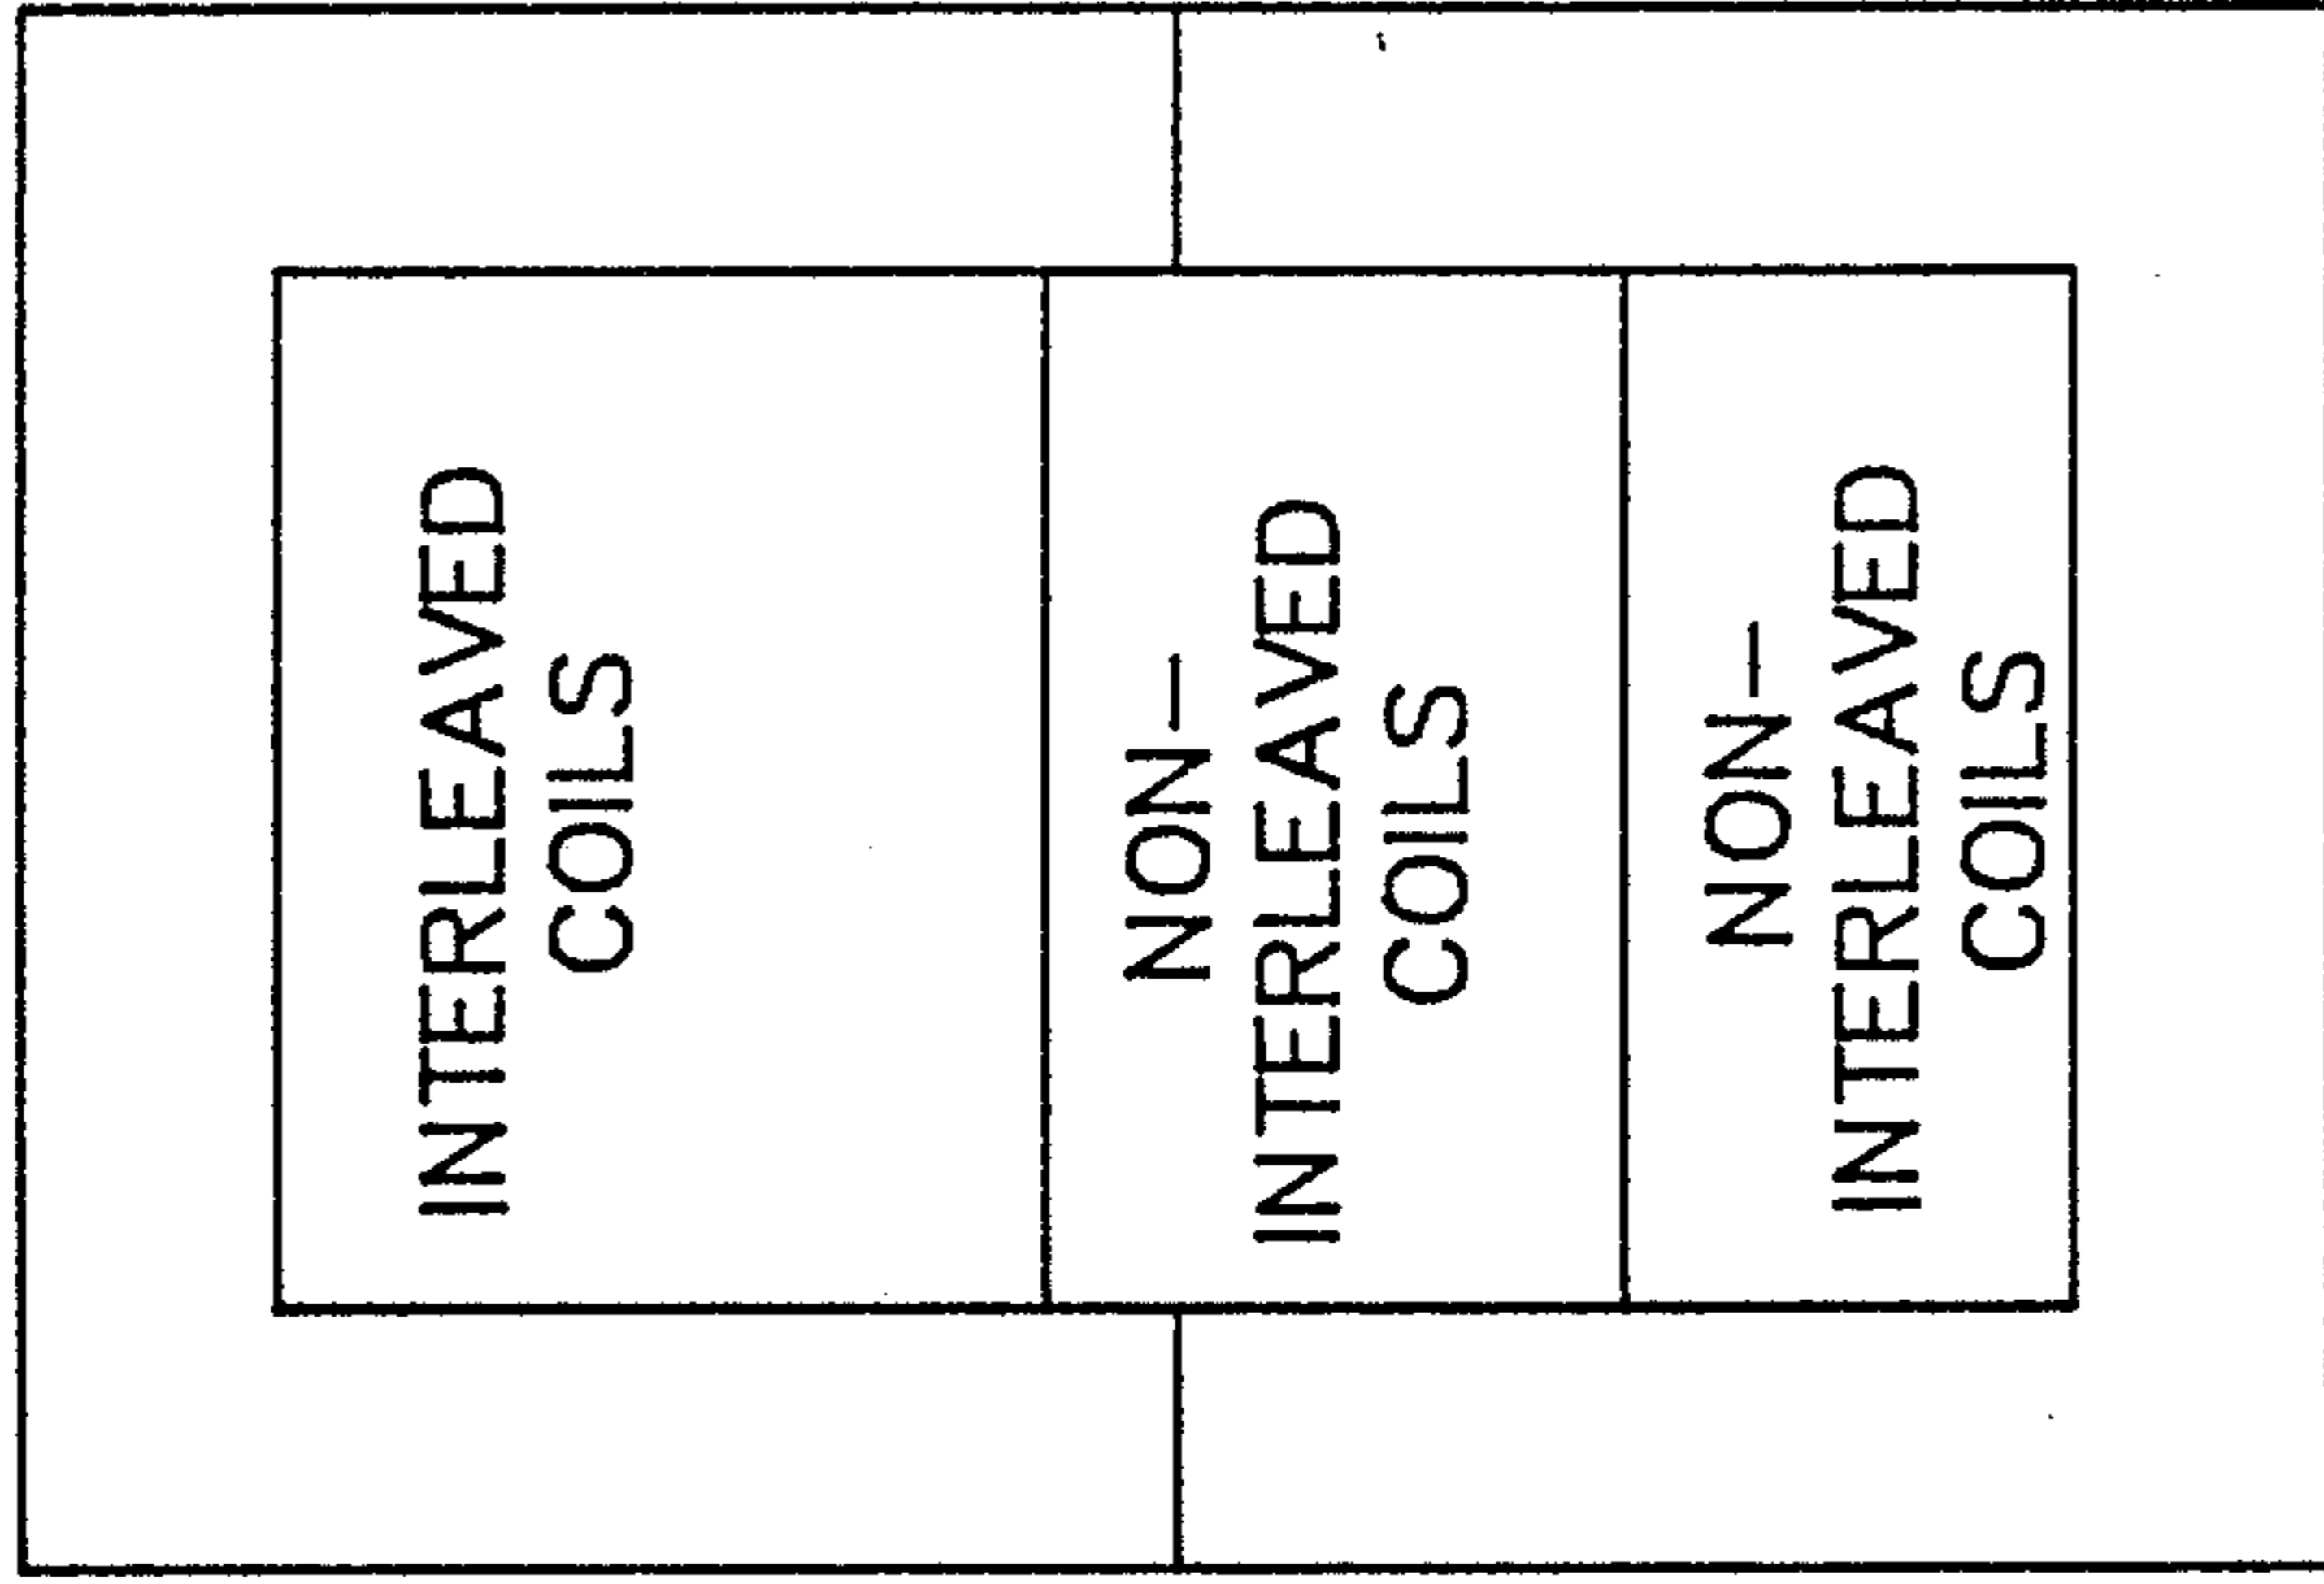 INTERLEAVED
COILS
NON-
INTERLEAVED
COILS
NON-
INTERLEAVED
COILS